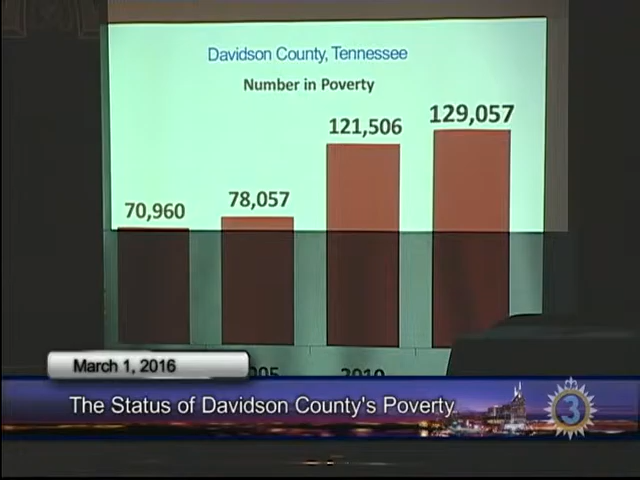 Davidson County, Tennessee
Number in Poverty
129,057
121,506
78,057
70,960
2010
March 1, 2016
The Status of Davidson County's Poverty
3